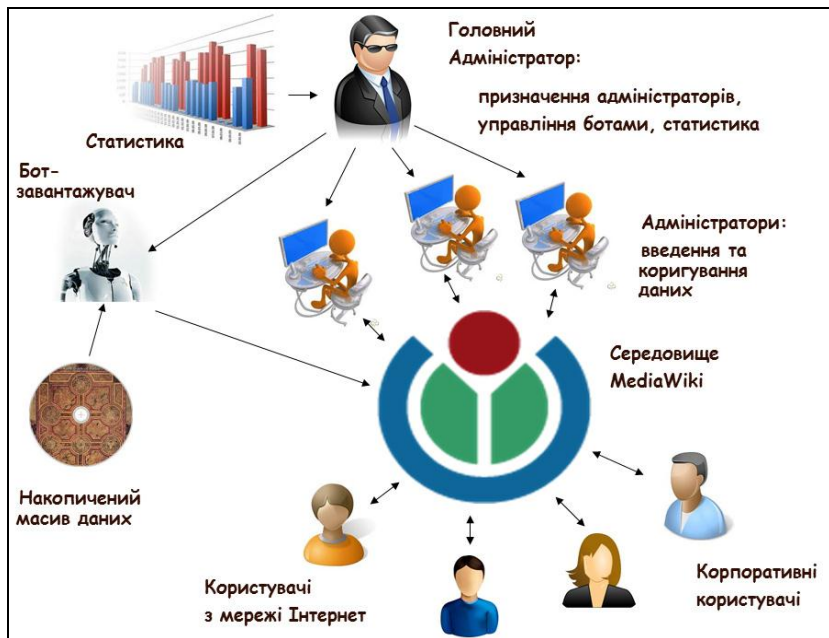 Головний
Адміністратор:
призначення адміністраторів,
управління ботами, статистика
Статистика
Бот-
завантажувач
Адміністратори:
введення та
коригування
даних
Середовище
MediaWiki
Накопичений
масив даних
Користувачі
з мережі Інтернет
Корпоративні
користувачі